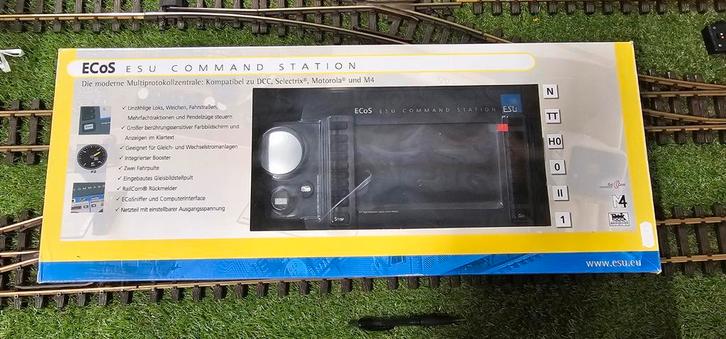 ECoS ESU COMMAND STATION
Die moderne Multiprotokollzentrale: Kompatibel zu DCC, Selectrix®, Motorola® und M4
✓ Unzählige Loks, Weichen, Fahrstraßen,
Mehrfachtraktionen und Pendelzüge steuern
✓ Großer berührungssensitiver Farbbildschirm und
Anzeigen im Klartext
✓ Geeignet für Gleich- und Wechselstromanlagen
✓ Integrierter Booster
✓ Zwei Fahrpulte
✓ Eingebautes Gleisbildstellpult
✓ RailCom® Rückmelder
✓ ECoSniffer und Computerinterface
✓ Netzteil mit einstellbarer Ausgangsspannung
ECoS ESU COMMAND STATION ESU
Stop
Go
N
TT
H0
0
II
1
M4
www.esu.eu